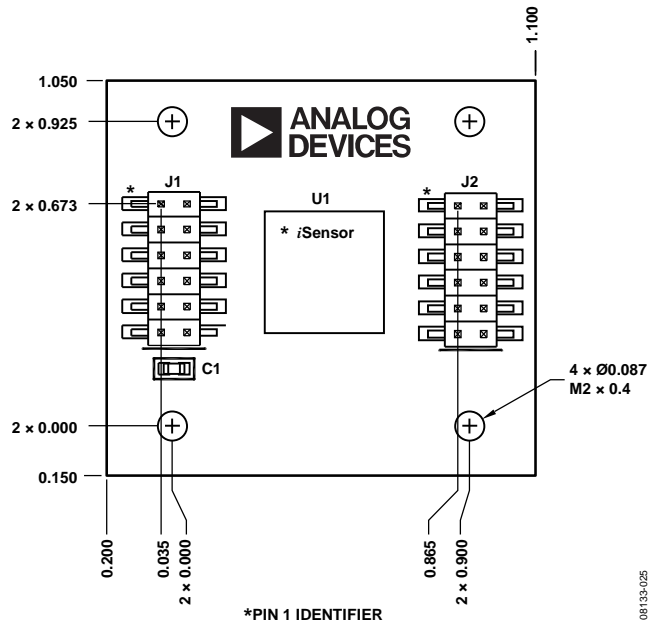 1.100
1.050
2 × 0.925
ANALOG
DEVICES
J1
J2
*
*
2 × 0.673
U1
* iSensor
C1
4 × Ø0.087
M2 × 0.4
2 × 0.000
0.150
0.200
0.035
2 × 0.000
0.865
2 × 0.900
*PIN 1 IDENTIFIER
08133-025